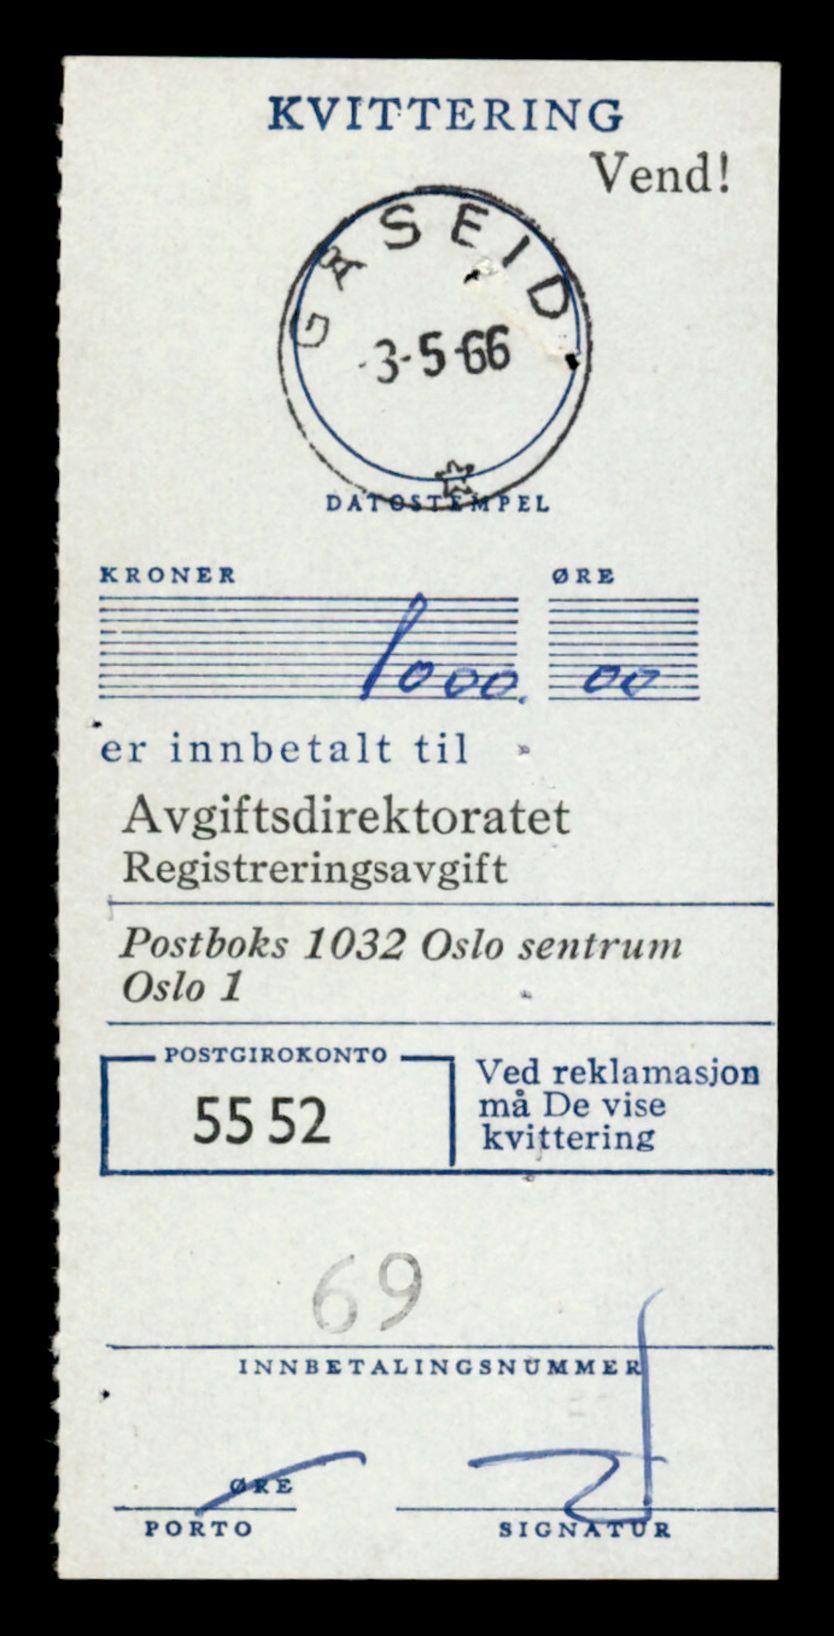 KVITTERING
Vend!
GÅSEID
-3-5-66
DATOSTEMPEL
KRONER ØRE
1000. 00
er innbetalt til
Avgiftsdirektoratet
Registreringsavgift
Postboks 1032 Oslo sentrum
Oslo 1
POSTGIROKONTO
55 52
Ved reklamasjon
må De vise
kvittering
69
INNBETALINGSNUMMER
ØRE
PORTO SIGNATUR